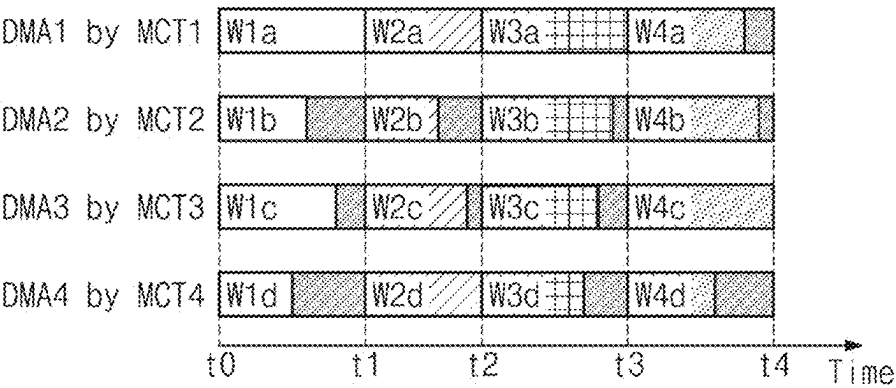 DMA1 by MCT1 W1a W2a W3a W4a
DMA2 by MCT2 W1b W2b W3b W4b
DMA3 by MCT3 W1c W2c W3c W4c
DMA4 by MCT4 W1d W2d W3d W4d
t0 t1 t2 t3 t4 Time